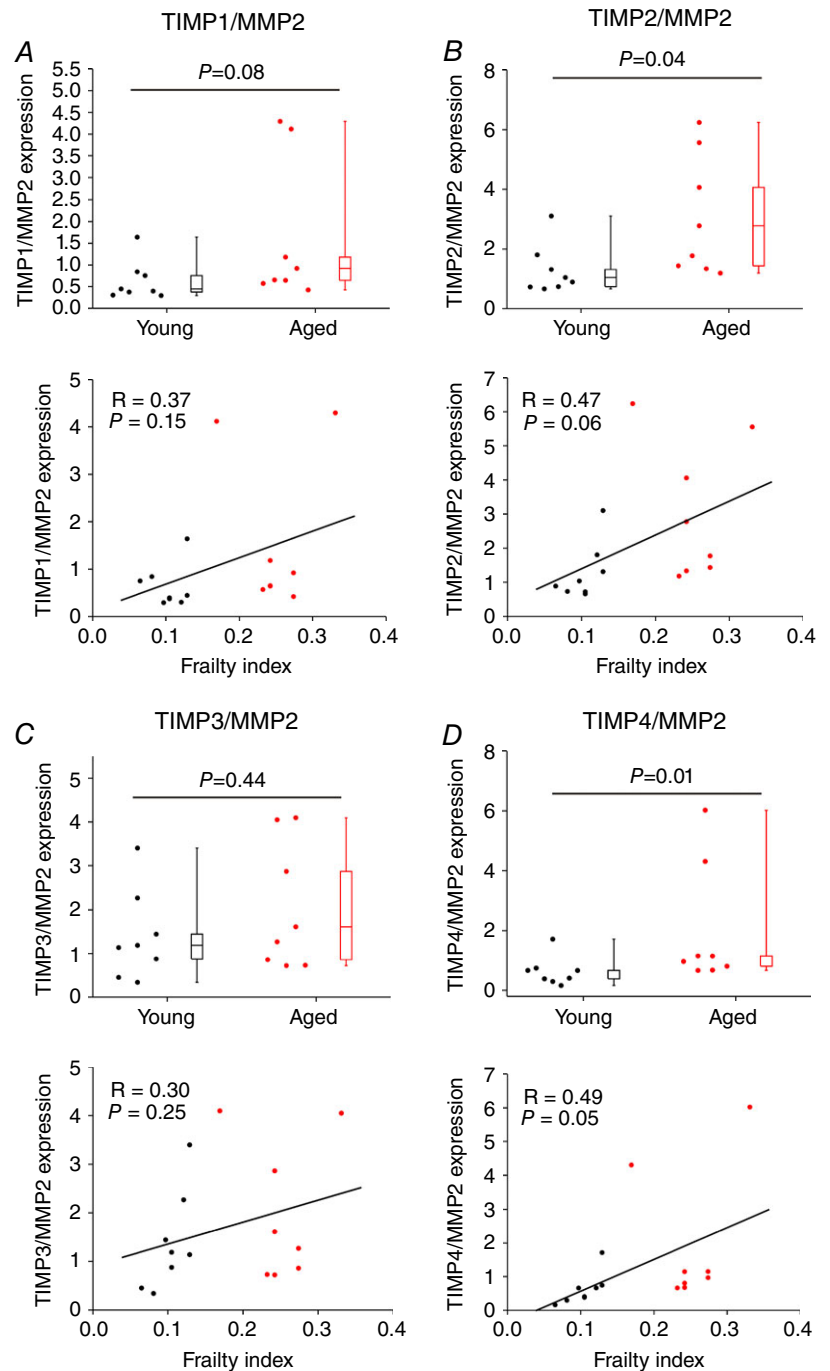 TIMP1/MMP2
A
P=0.08
5.5
5.0
4.5
4.0
3.5
3.0
2.5
2.0
1.5
1.0
0.5
0.0
TIMP1/MMP2 expression
Young
Aged
R = 0.37
P = 0.15
5
4
3
2
1
0
TIMP1/MMP2 expression
0.0
0.1
0.2
0.3
0.4
Frailty index
TIMP2/MMP2
B
P=0.04
8
6
4
2
0
TIMP2/MMP2 expression
Young
Aged
R = 0.47
P = 0.06
7
6
5
4
3
2
1
0
TIMP2/MMP2 expression
0.0
0.2
0.3
0.4
Frailty index
TIMP3/MMP2
C
P=0.44
5
4
3
2
1
0
TIMP3/MMP2 expression
Young
Aged
R = 0.30
P = 0.25
5
4
3
2
1
0
TIMP3/MMP2 expression
0.0
0.1
0.2
0.3
0.4
Frailty index
TIMP4/MMP2
D
P=0.01
8
6
4
2
0
TIMP4/MMP2 expression
Young
Aged
R = 0.49
P = 0.05
7
6
5
4
3
2
1
0
TIMP4/MMP2 expression
0.0
0.1
0.2
0.3
0.4
Frailty index